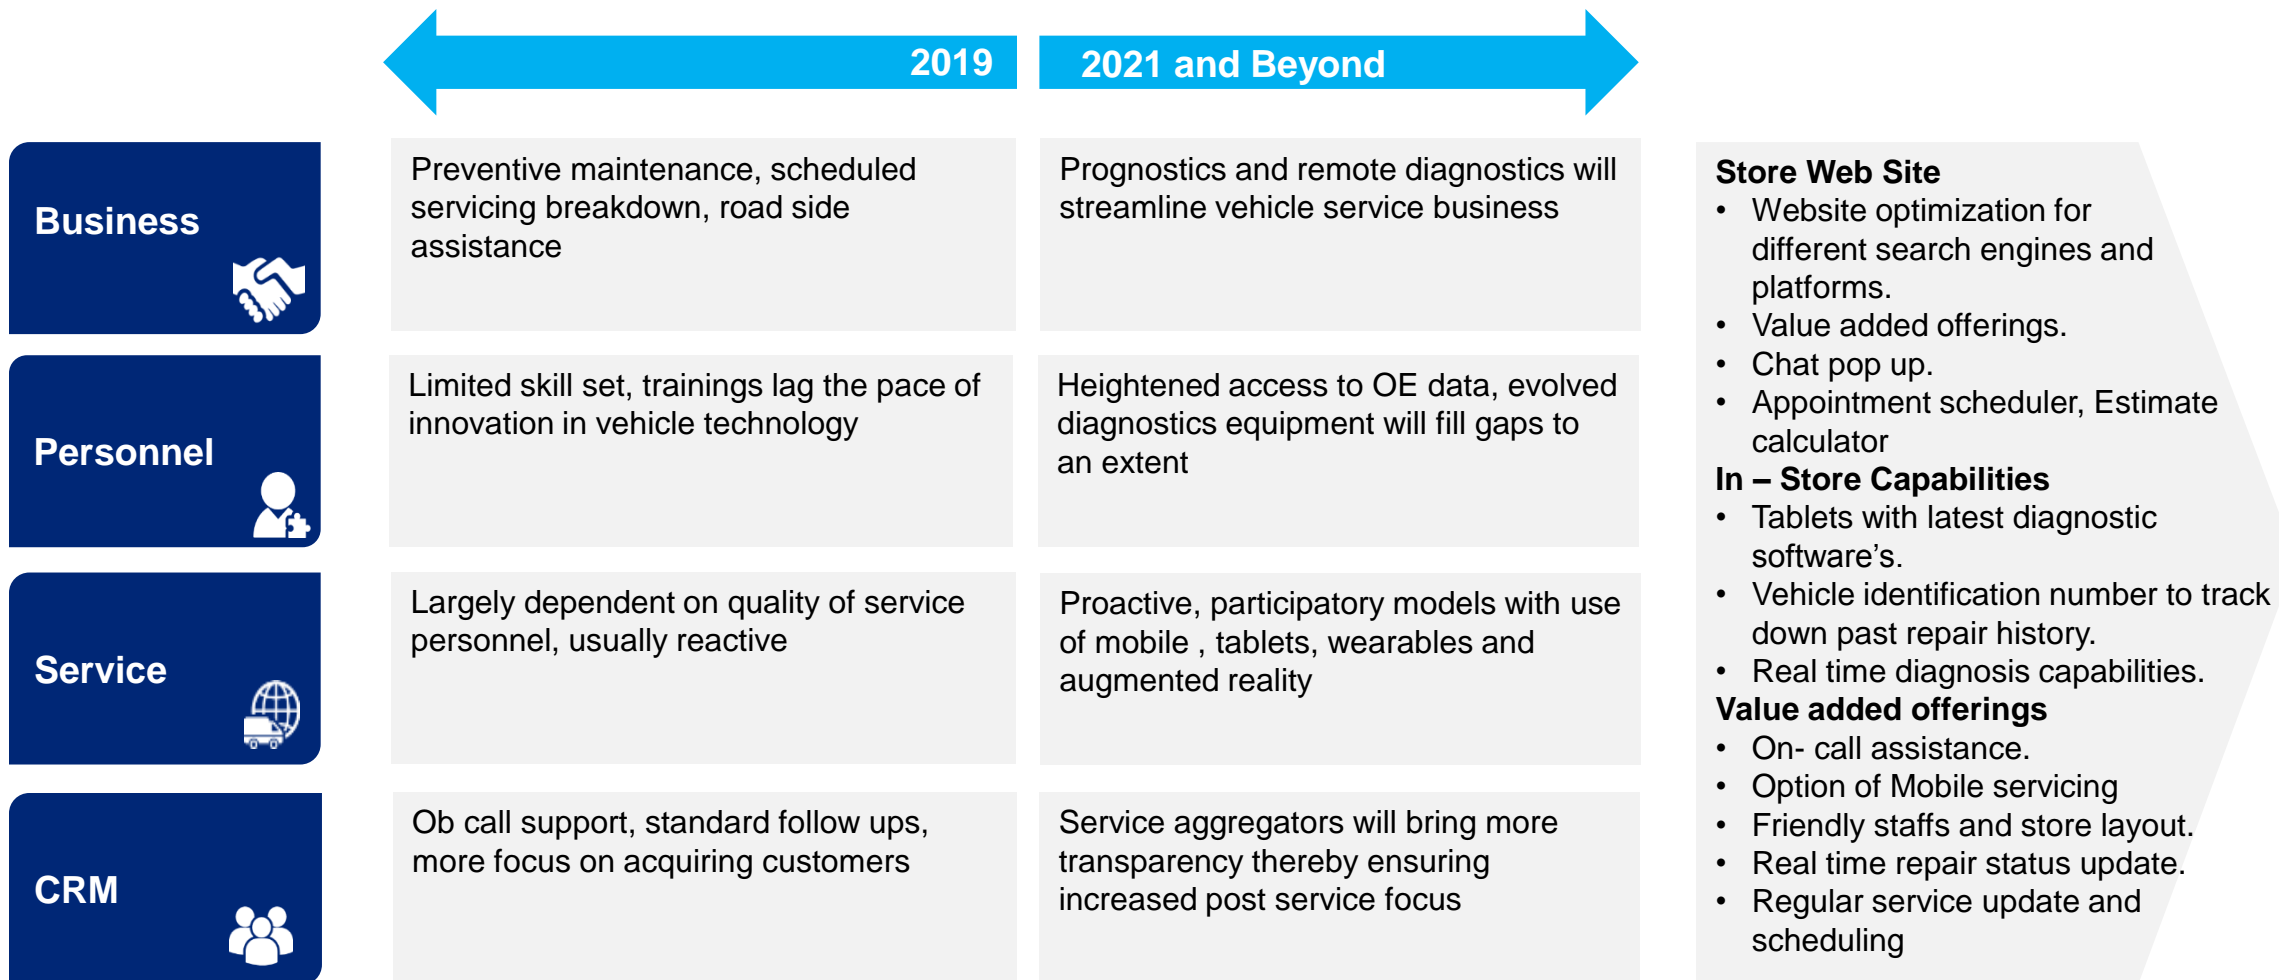 2019
2021 and Beyond
Business
Preventive maintenance, scheduled
servicing breakdown, road side
assistance
Prognostics and remote diagnostics will
streamline vehicle service business
Personnel
Limited skill set, trainings lag the pace of
innovation in vehicle technology
Heightened access to OE data, evolved
diagnostics equipment will fill gaps to
an extent
Service
Largely dependent on quality of service
personnel, usually reactive
Proactive, participatory models with use
of mobile , tablets, wearables and
augmented reality
CRM
Ob call support, standard follow ups,
more focus on acquiring customers
Service aggregators will bring more
transparency thereby ensuring
increased post service focus
Store Web Site
• Website optimization for
different search engines and
platforms.
• Value added offerings.
• Chat pop up.
• Appointment scheduler, Estimate
calculator
In – Store Capabilities
• Tablets with latest diagnostic
software’s.
• Vehicle identification number to track
down past repair history.
• Real time diagnosis capabilities.
Value added offerings
• On- call assistance.
• Option of Mobile servicing
• Friendly staffs and store layout.
• Real time repair status update.
• Regular service update and
scheduling